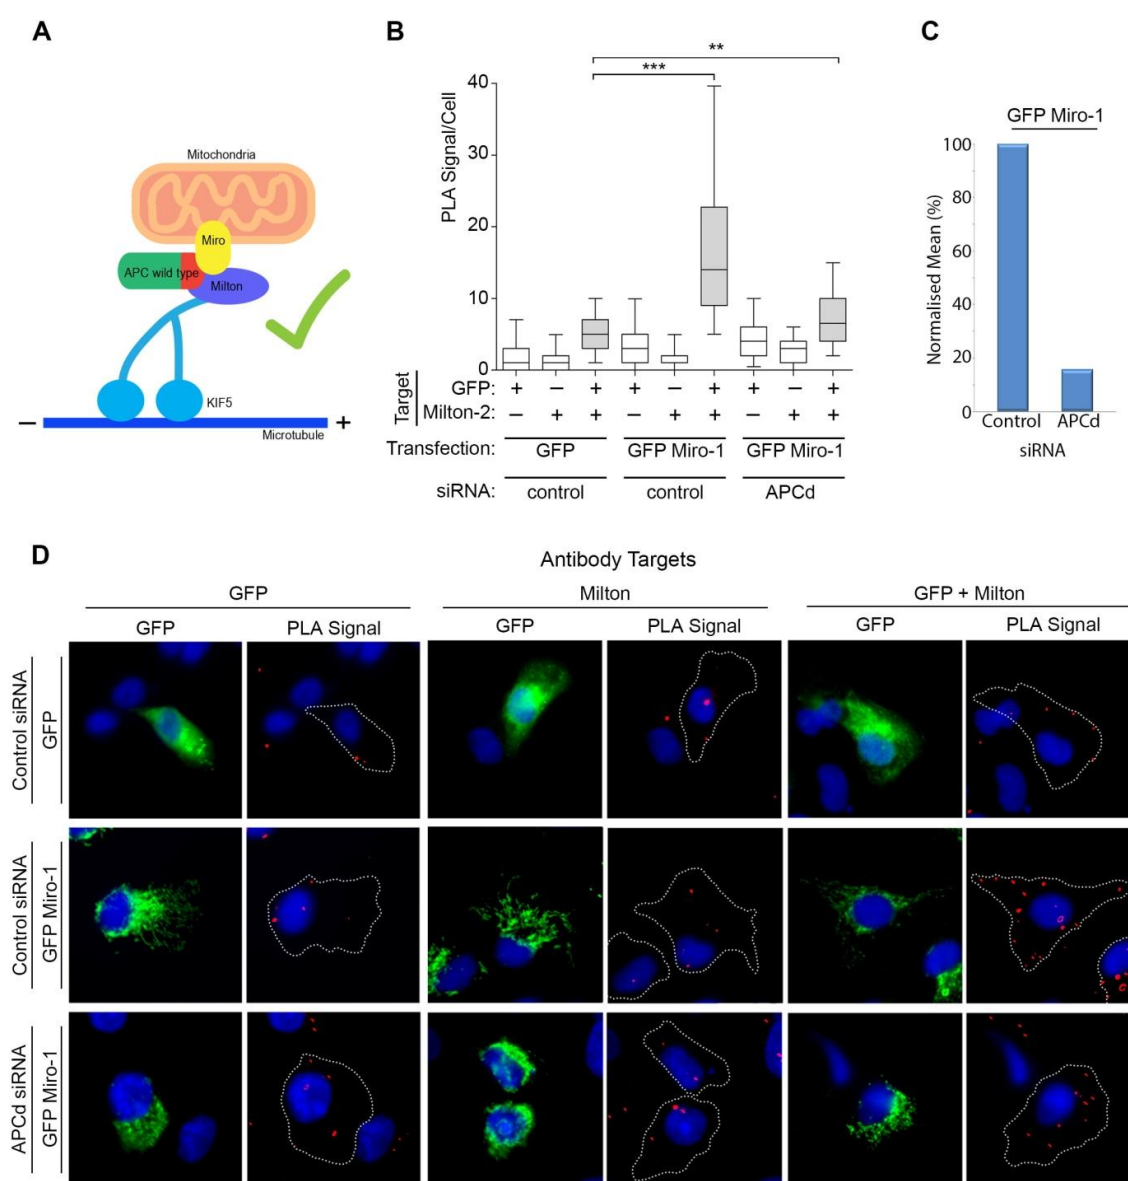 A
Mitochondria
Miro
APC wild type
Milton
KIF5
− +
Microtubule
B
** 
***
PLA Signal/Cell
40
30
20
10
0
Target
GFP: + − + + − + + − +
Milton-2: − + + − + + − + +
Transfection: GFP GFP Miro-1 GFP Miro-1
siRNA: control control APCd
C
GFP Miro-1
Normalised Mean (%)
100
80
60
40
20
0
Control APCd
siRNA
D
Antibody Targets
GFP Milton GFP + Milton
GFP PLA Signal GFP PLA Signal GFP PLA Signal
Control siRNA
GFP
Control siRNA
GFP Miro-1
APCd siRNA
GFP Miro-1